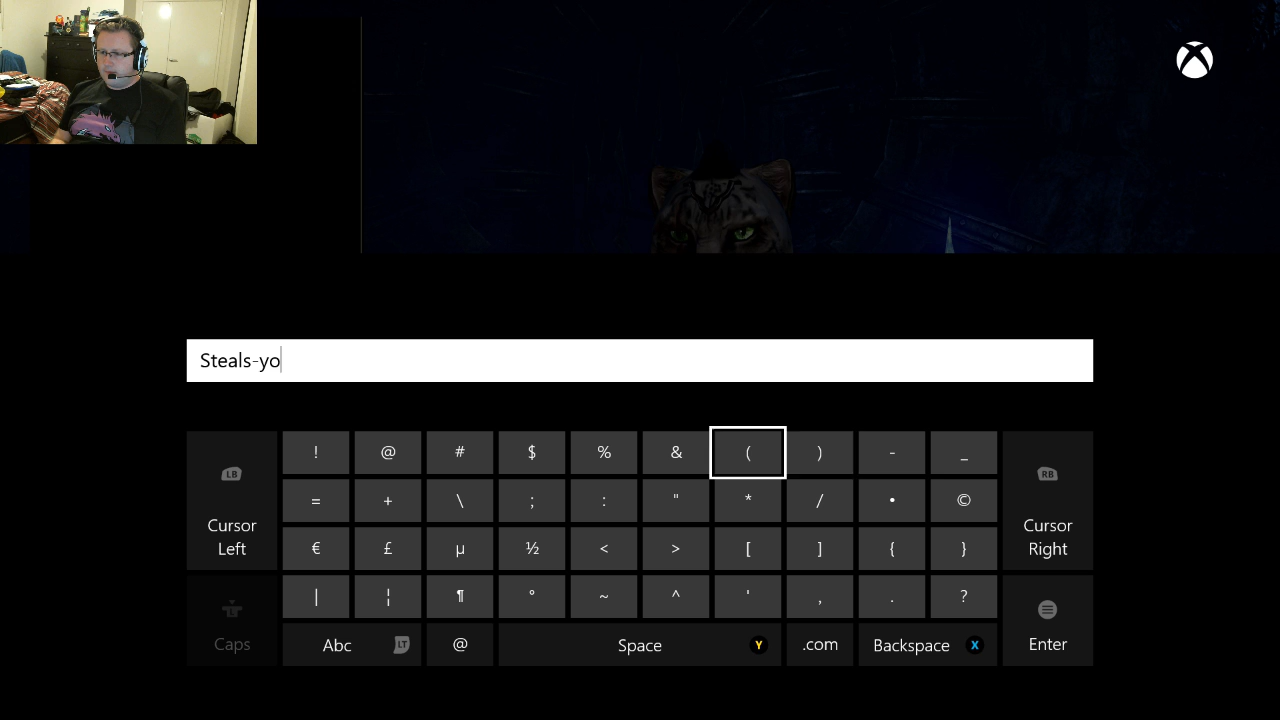 Steals-yo
! @ # $ % & ( ) - _
LB
Cursor
Left
= + \ ; : " * / • ©
RB
Cursor
Right
€ £ µ ½ < > [ ] { }
| ¦ ¶ ° ~ ^ ' , . ?
L
Caps
Abc LT @ Space Y .com Backspace X
Enter